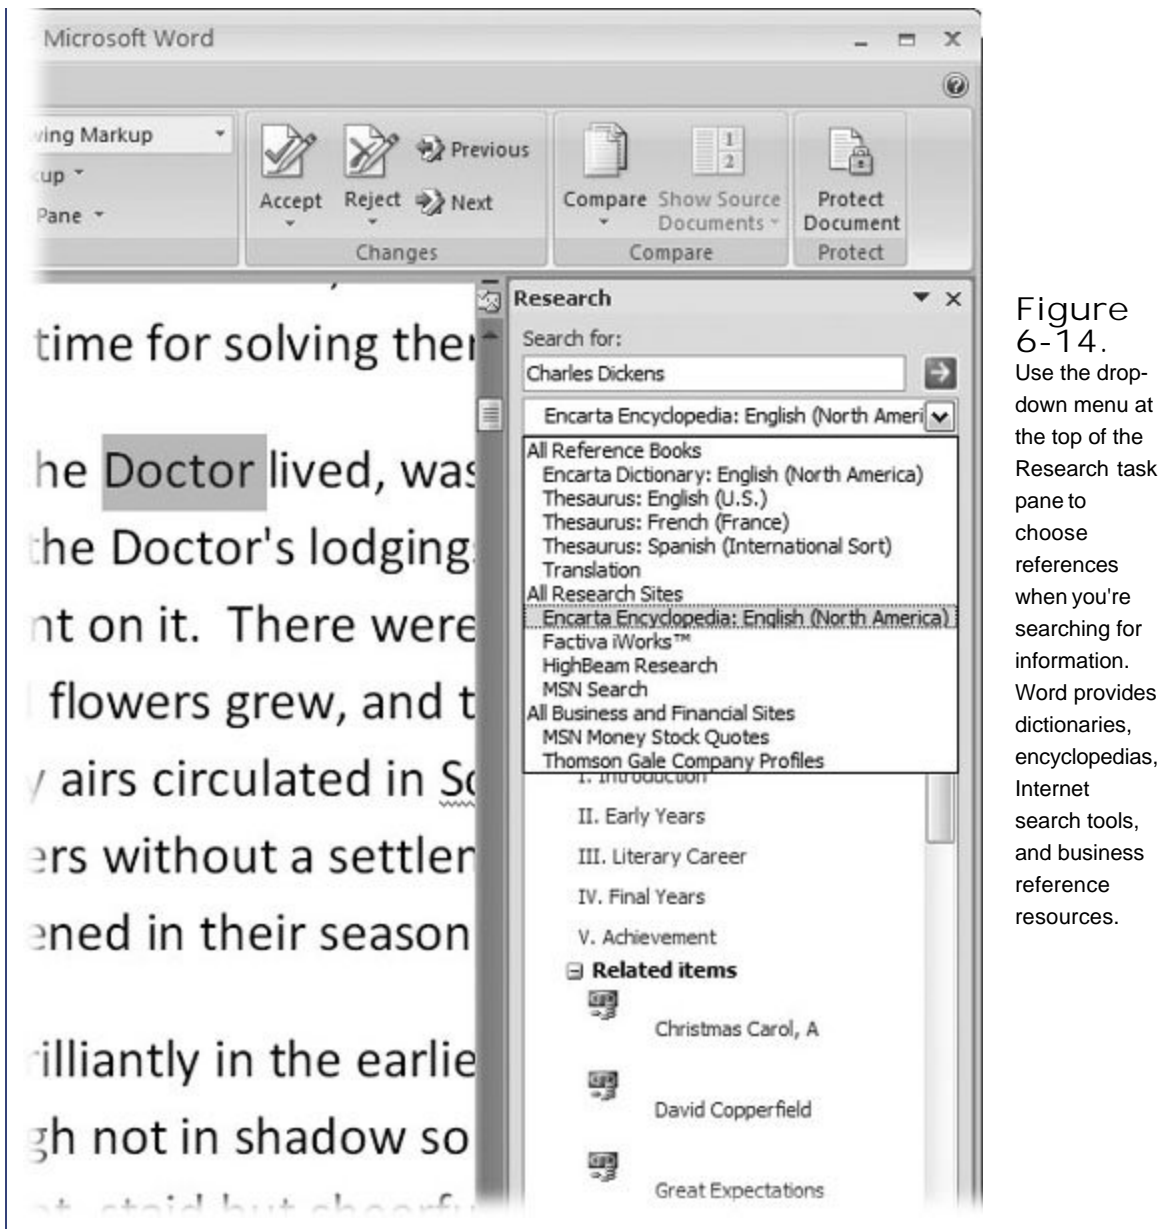 Microsoft Word
ving Markup
Pane
Accept
Reject
Previous
Next
Changes
Compare
Show Source
Documents
Compare
Protect
Document
Protect
time for solving
he Doctor lived, was
the Doctor's lodging
nt on it. There were
flowers grew, and t
airs circulated in
ers without a
ened in their season
illiantly in the earlie
gh not in shadow so
staid but
Research
Search for:
Charles Dickens
Encarta Encyclopedia: English (North Ameri
All Reference Books
Encarta Dictionary: English (North America)
Thesaurus: English (U.S.)
Thesaurus: French (France)
Thesaurus: Spanish (International Sort)
Translation
All Research Sites
Encarta Encyclopedia: English (North America)
Factiva iWorks™
HighBeam Research
MSN Search
All Business and Financial Sites
MSN Money Stock Quotes
Thomson Gale Company Profiles
I. Introduction
II. Early Years
III. Literary Career
IV. Final Years
V. Achievement
Related items
Christmas Carol, A
David Copperfield
Great Expectations
Figure
6-14.
Use the drop-
down menu at
the top of the
Research task
pane to
choose
references
when you're
searching for
information.
Word provides
dictionaries,
encyclopedias,
Internet
search tools,
and business
reference
resources.